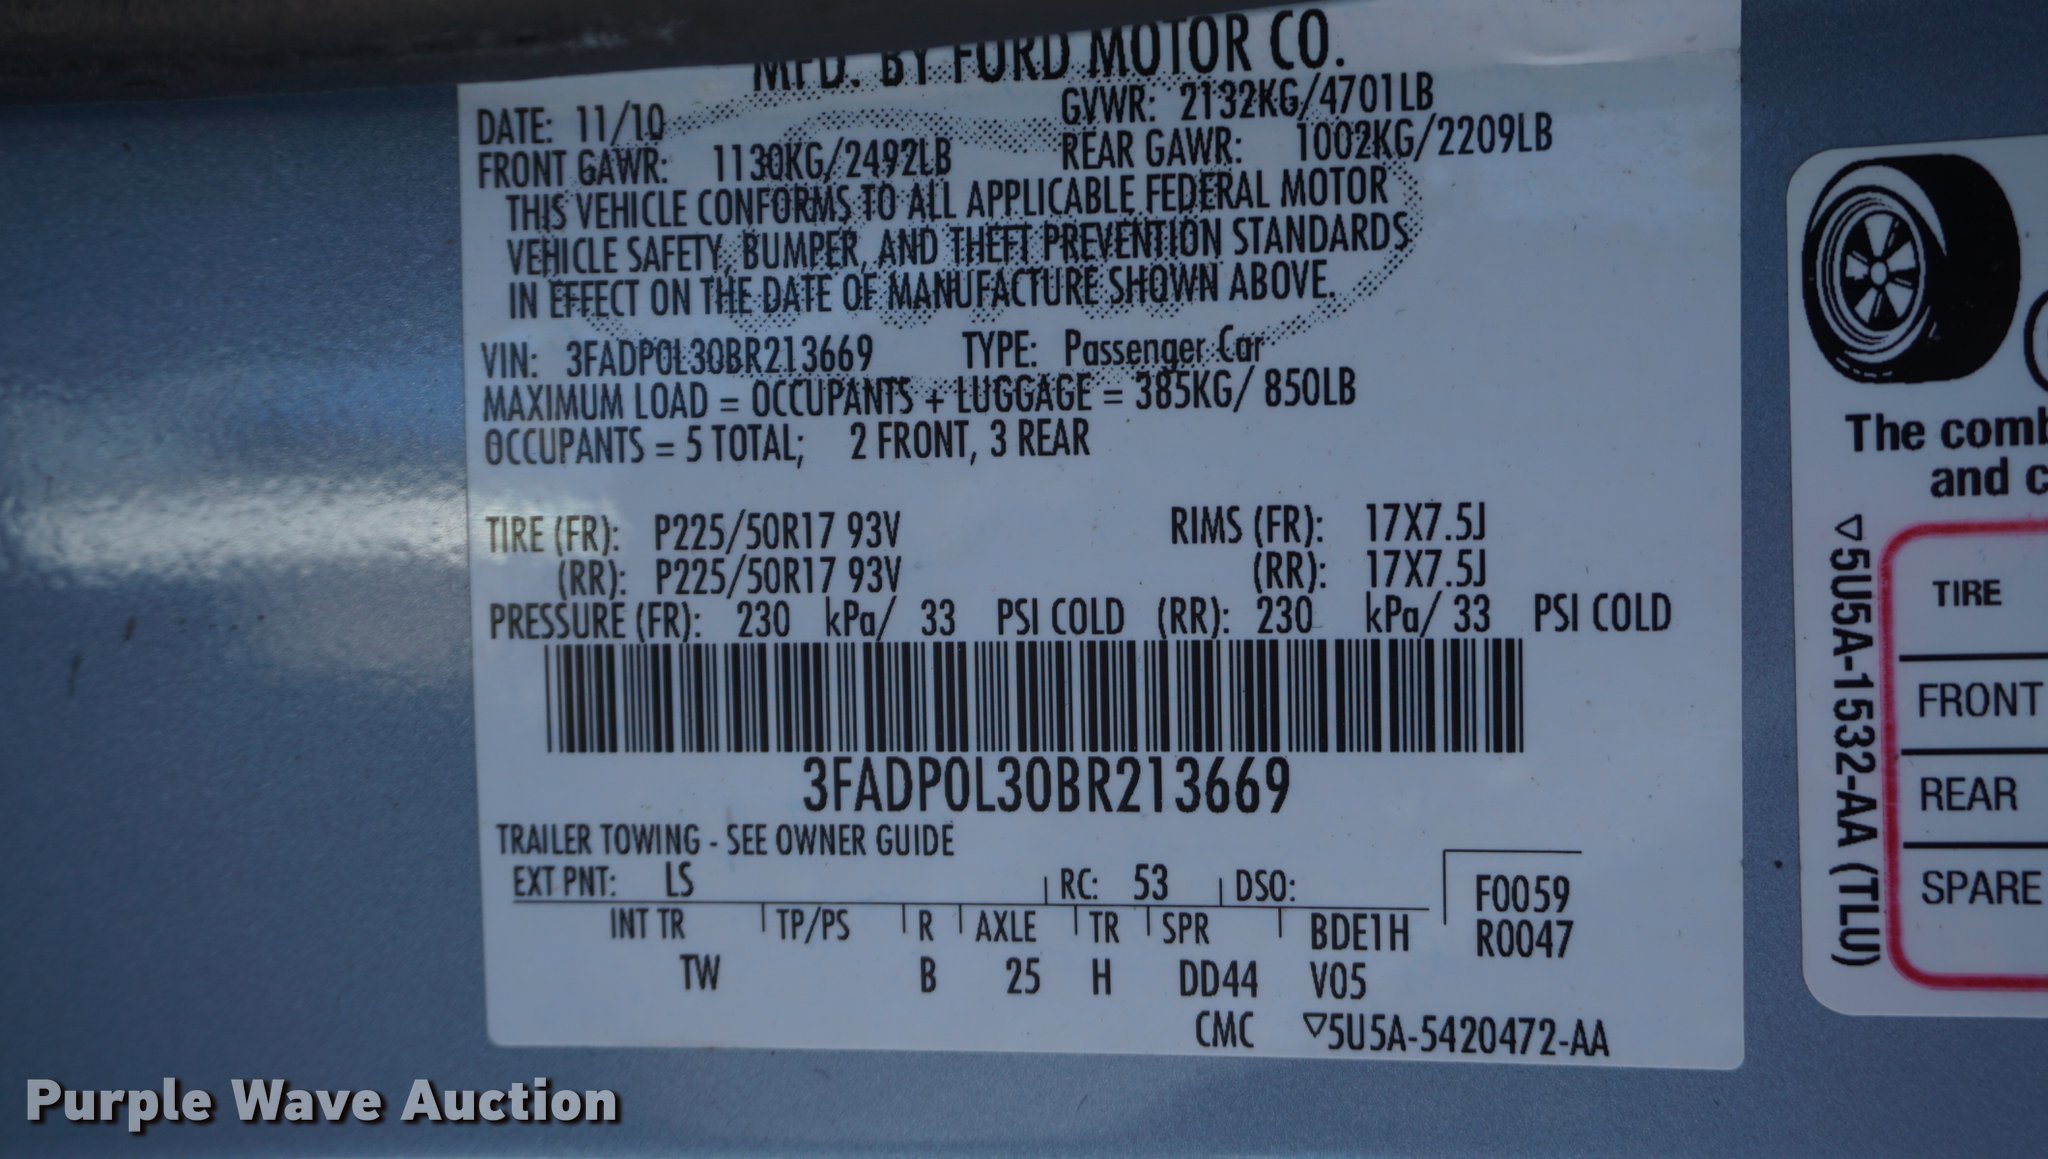 MFD. BY FORD MOTOR CO.
DATE: 11/10 GVWR: 2132KG/4701LB
FRONT GAWR: 1130KG/2492LB REAR GAWR: 1002KG/2209LB
THIS VEHICLE CONFORMS TO ALL APPLICABLE FEDERAL MOTOR
VEHICLE SAFETY, BUMPER, AND THEFT PREVENTION STANDARDS
IN EFFECT ON THE DATE OF MANUFACTURE SHOWN ABOVE.
VIN: 3FADP0L30BR213669 TYPE: Passenger Car
MAXIMUM LOAD = OCCUPANTS + LUGGAGE = 385KG/ 850LB
OCCUPANTS = 5 TOTAL; 2 FRONT, 3 REAR
TIRE (FR): P225/50R17 93V RIMS (FR): 17X7.5J
(RR): P225/50R17 93V (RR): 17X7.5J
PRESSURE (FR): 230 kPa/ 33 PSI COLD (RR): 230 kPa/ 33 PSI COLD
3FADP0L30BR213669
TRAILER TOWING - SEE OWNER GUIDE
EXT PNT: LS RC: 53 DSO: F0059
INT TR TP/PS R AXLE TR SPR BDE1H R0047
TW B 25 H DD44 V05
CMC ▽5U5A-5420472-AA
The comb
and c
▽5U5A-1532-AA (TLU)
TIRE
FRONT
REAR
SPARE
Purple Wave Auction